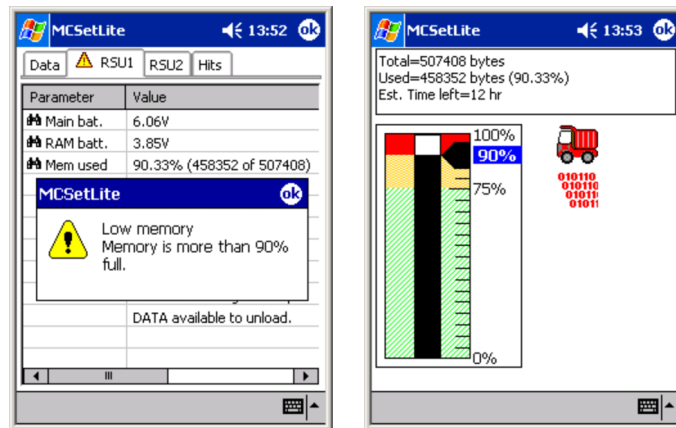 MCSetLite 13:52 ok
Data RSU1 RSU2 Hits
Parameter Value
Main bat. 6.06V
RAM batt. 3.85V
Mem used 90.33% (458352 of 507408)
MCSetLite ok
Low memory
Memory is more than 90%
full.
DATA available to unload.
MCSetLite 13:53 ok
Total=507408 bytes
Used=458352 bytes (90.33%)
Est. Time left=12 hr
100%
90%
75%
0%
010110
010110
01011
01011